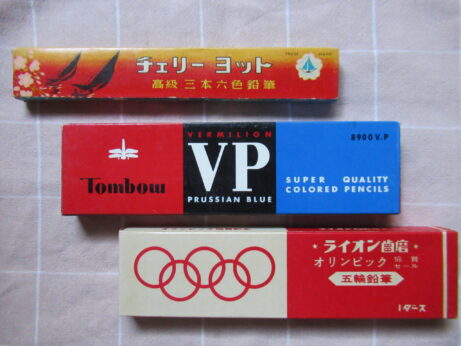 チェリー ヨット
TRADE MARK
高級 三本六色鉛筆
VERMILION
8900 V.P
VP
Tombow
SUPER QUALITY
COLORED PENCILS
PRUSSIAN BLUE
ライオン歯磨
オリンピック 協賛
セール
五輪鉛筆
1ダース